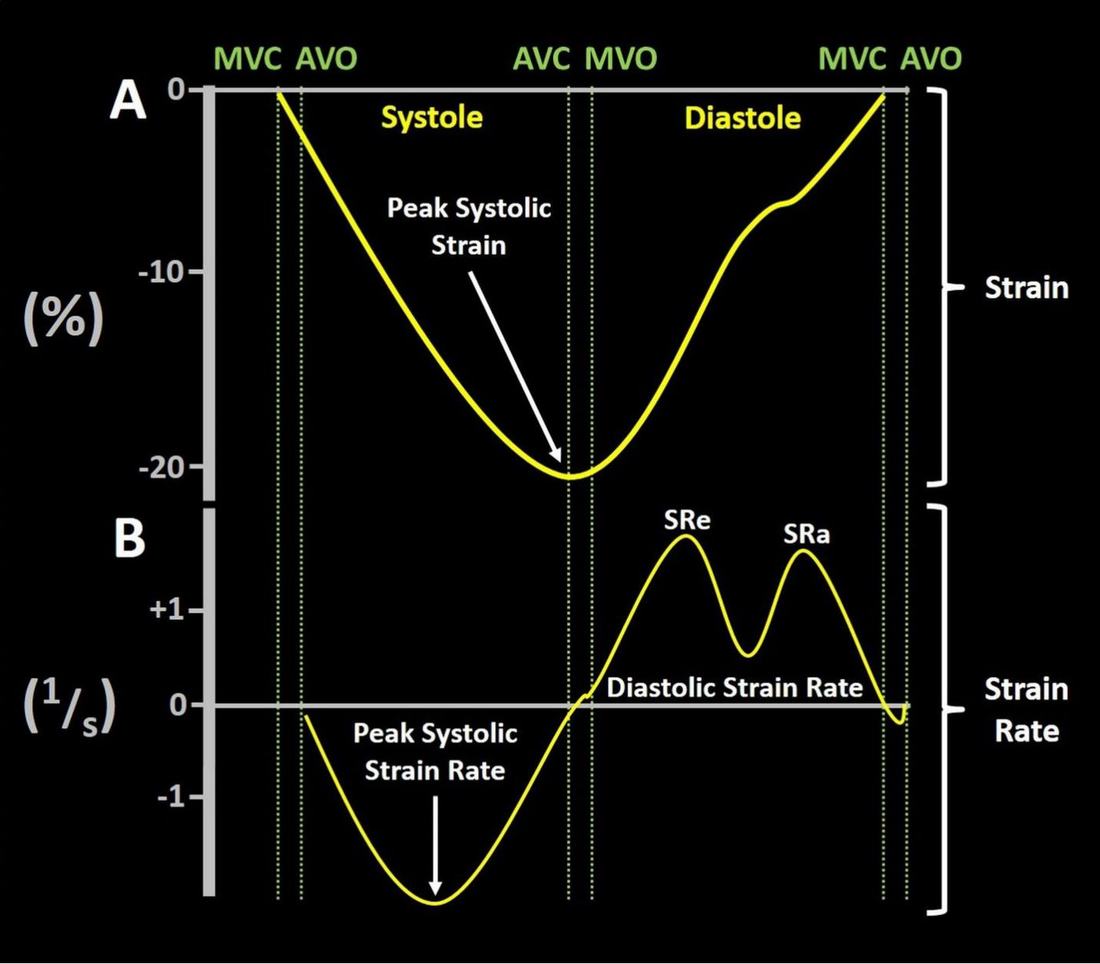 MVC AVO AVC MVO MVC AVO
A
0
Systole
Diastole
Peak Systolic
Strain
-10
(%)
Strain
-20
B
SRe
SRa
+1
Diastolic Strain Rate
(1/s)
0
Strain
Rate
Peak Systolic
Strain Rate
-1